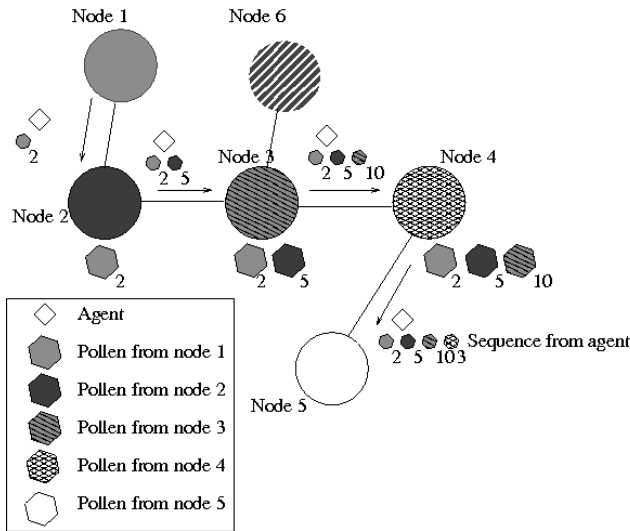 Node 1
Node 6
2
2 5
Node 3
2 5 10
Node 4
Node 2
2
2 5
2 5 10
2 5 10 3
Sequence from agent
Node 5
Agent
Pollen from node 1
Pollen from node 2
Pollen from node 3
Pollen from node 4
Pollen from node 5